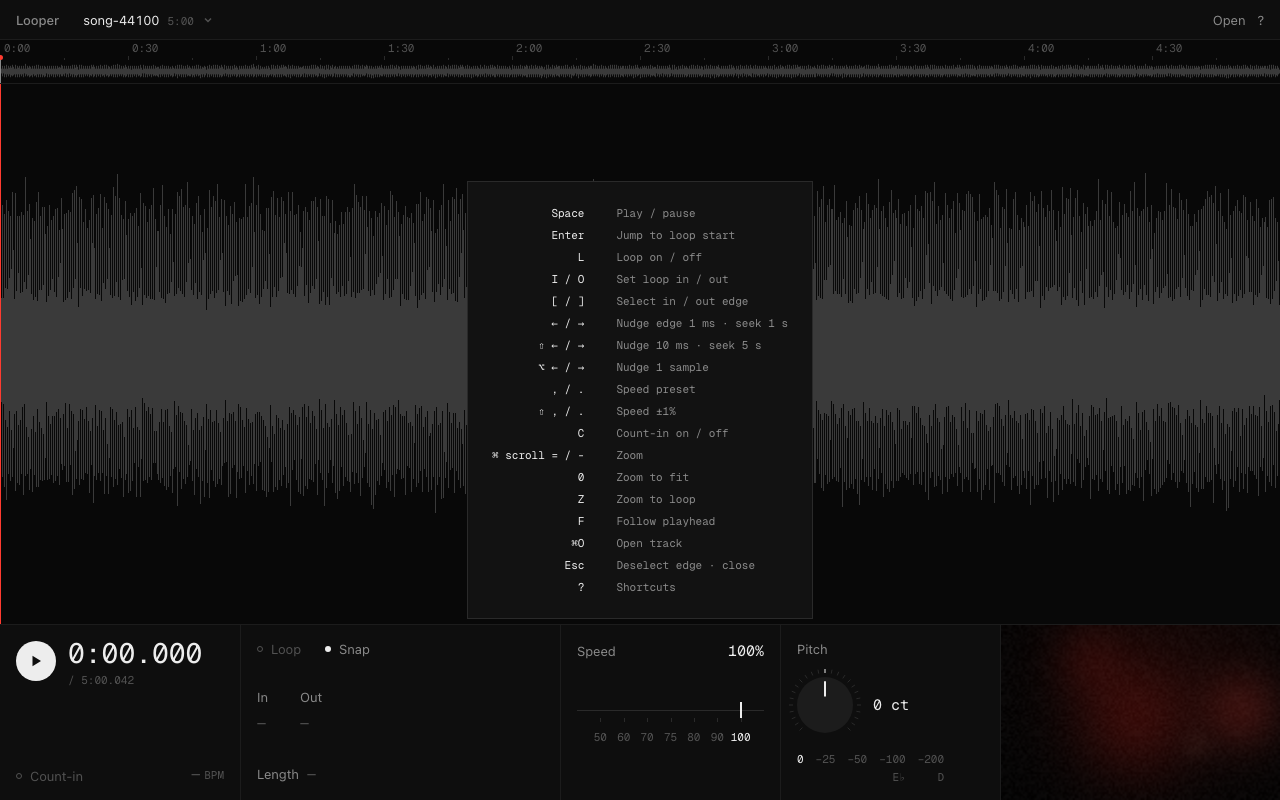 Looper song-44100 5:00 Open ?
0:00 0:30 1:00 1:30 2:00 2:30 3:00 3:30 4:00 4:30
Space Play / pause
Enter Jump to loop start
L Loop on / off
I / O Set loop in / out
[ / ] Select in / out edge
← / → Nudge edge 1 ms · seek 1 s
⇧ ← / → Nudge 10 ms · seek 5 s
⌥ ← / → Nudge 1 sample
, / . Speed preset
⇧ , / . Speed ±1%
C Count-in on / off
⌘ scroll = / − Zoom
0 Zoom to fit
Z Zoom to loop
F Follow playhead
⌘O Open track
Esc Deselect edge · close
? Shortcuts
0:00.000
/ 5:00.042
Count-in — BPM
Loop Snap
In Out
— —
Length —
Speed 100%
50 60 70 75 80 90 100
Pitch
0 ct
0 −25 −50 −100 −200
E♭ D